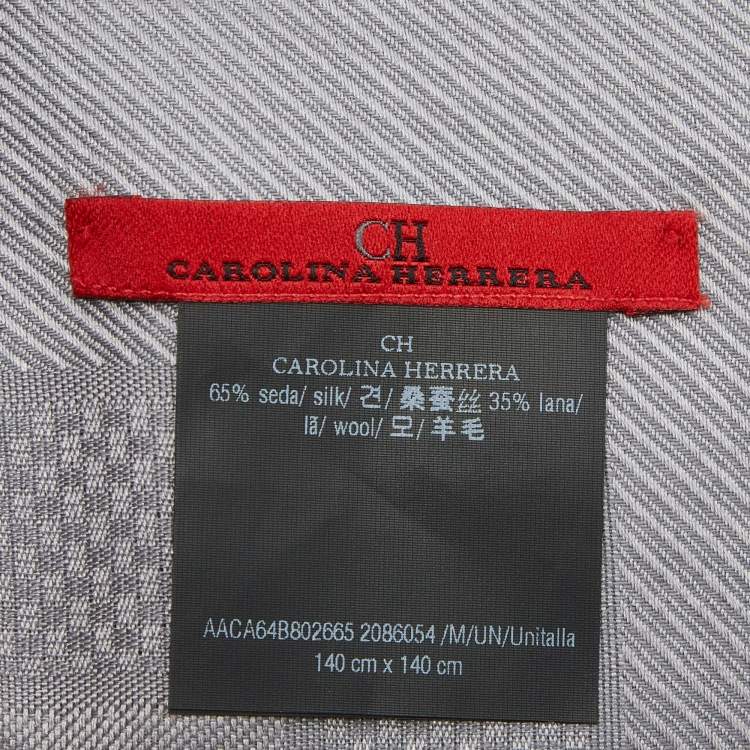 CH
CAROLINA HERRERA
CH
CAROLINA HERRERA
65% seda/ silk/ 견/桑蚕丝 35% lana/
lã/ wool/ 모/羊毛
AACA64B802665 2086054 /M/UN/Unitalla
140 cm x 140 cm